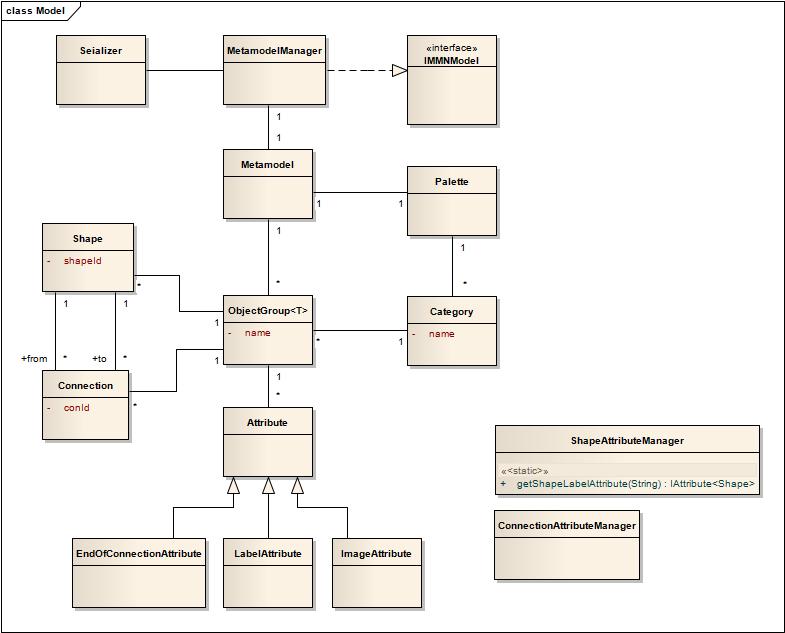 class Model
Seializer
MetamodelManager
«interface»
IMMNModel
1
1
Metamodel
1
1
Palette
1
*
1
*
Shape
- shapeId
*
1
1
1
ObjectGroup<T>
- name
*
1
Category
- name
+from
*
+to
*
1
*
Connection
- conId
1
*
Attribute
ShapeAttributeManager
«<static>»
+ getShapeLabelAttribute(String) : IAttribute<Shape>
ConnectionAttributeManager
EndOfConnectionAttribute
LabelAttribute
ImageAttribute